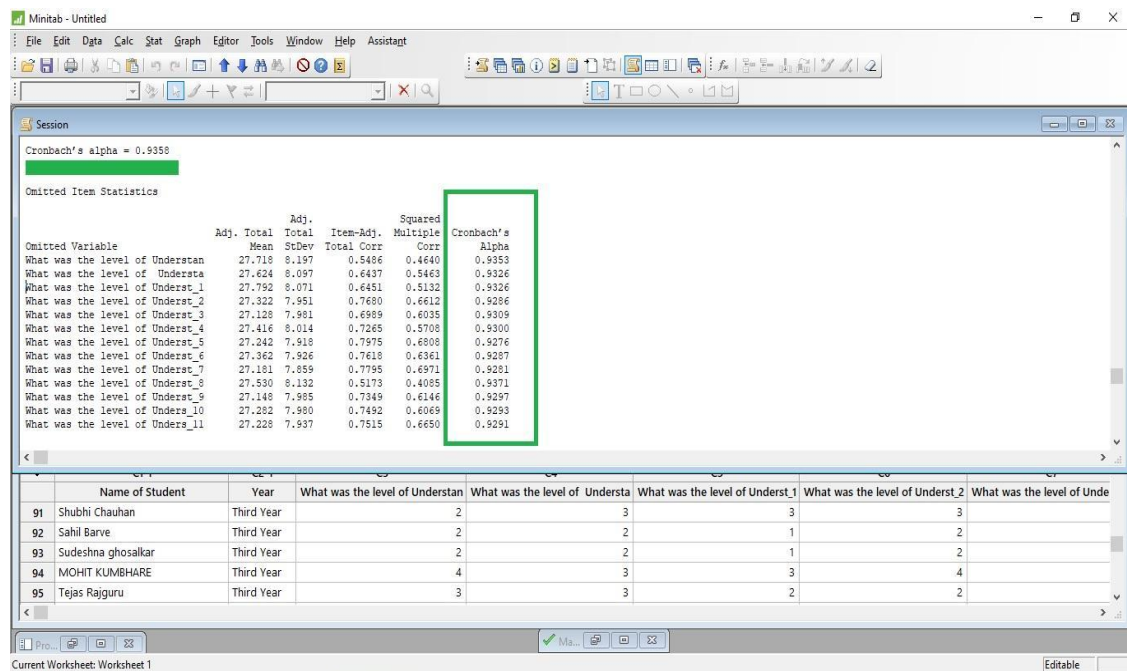 Minitab - Untitled
File Edit Data Calc Stat Graph Editor Tools Window Help Assistant
Session
Cronbach's alpha = 0.9358
Omitted Item Statistics
Adj. Squared
Adj. Total Total Item-Adj. Multiple Cronbach's
Omitted Variable Mean StDev Total Corr Corr Alpha
What was the level of Understan 27.718 8.197 0.5486 0.4640 0.9353
What was the level of Understa 27.624 8.097 0.6437 0.5463 0.9326
What was the level of Underst_1 27.792 8.071 0.6451 0.5132 0.9326
What was the level of Underst_2 27.322 7.951 0.7680 0.6612 0.9286
What was the level of Underst_3 27.128 7.981 0.6989 0.6035 0.9309
What was the level of Underst_4 27.416 8.014 0.7265 0.5708 0.9300
What was the level of Underst_5 27.242 7.918 0.7975 0.6808 0.9276
What was the level of Underst_6 27.362 7.926 0.7618 0.6361 0.9287
What was the level of Underst_7 27.181 7.859 0.7795 0.6971 0.9281
What was the level of Underst_8 27.530 8.132 0.5173 0.4085 0.9371
What was the level of Underst_9 27.148 7.985 0.7349 0.6146 0.9297
What was the level of Unders_10 27.282 7.980 0.7492 0.6069 0.9293
What was the level of Unders_11 27.228 7.937 0.7515 0.6650 0.9291
Name of Student Year What was the level of Understan What was the level of Understa What was the level of Underst_1 What was the level of Underst_2 What was the level of Unde
91 Shubhi Chauhan Third Year 2 3 3 3
92 Sahil Barve Third Year 2 2 1 2
93 Sudeshna ghosalkar Third Year 2 2 1 2
94 MOHIT KUMBHARE Third Year 4 3 3 4
95 Tejas Rajguru Third Year 3 3 2 2
Pro... Ma...
Current Worksheet: Worksheet 1 Editable